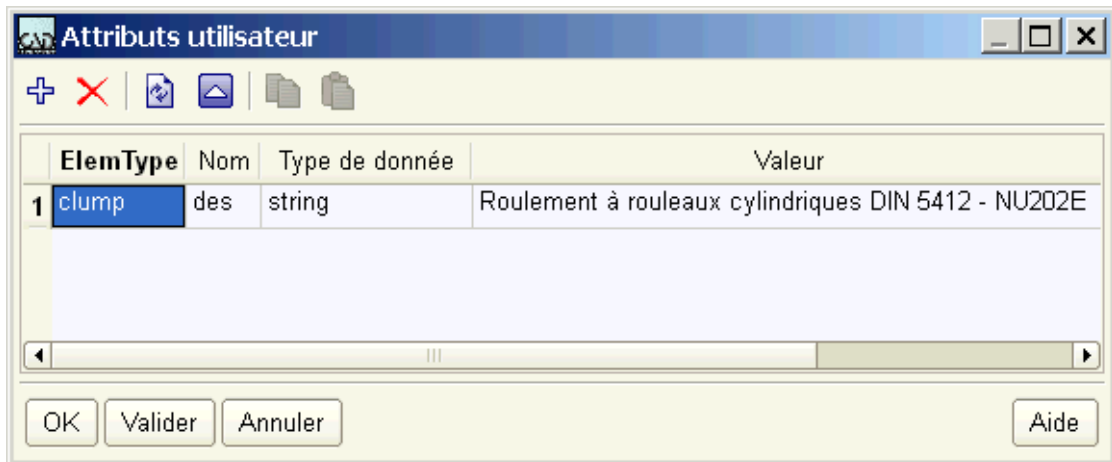 CAD Attributs utilisateur
ElemType Nom Type de donnée Valeur
1 clump des string Roulement à rouleaux cylindriques DIN 5412 - NU202E
OK Valider Annuler Aide